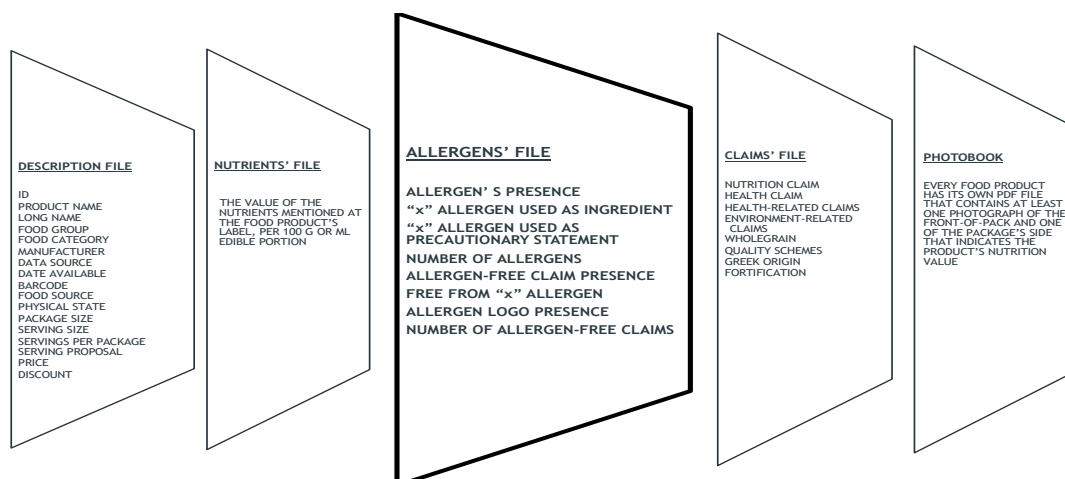 DESCRIPTION FILE
ID
PRODUCT NAME
LONG NAME
FOOD GROUP
FOOD CATEGORY
MANUFACTURER
DATA SOURCE
DATE AVAILABLE
BARCODE
FOOD SOURCE
PHYSICAL STATE
PACKAGE SIZE
SERVING SIZE
SERVINGS PER PACKAGE
SERVING PROPOSAL
PRICE
DISCOUNT
NUTRIENTS' FILE
THE VALUE OF THE
NUTRIENTS MENTIONED AT
THE FOOD PRODUCT'S
LABEL, PER 100 G OR ML
EDIBLE PORTION
ALLERGENS' FILE
ALLERGEN' S PRESENCE
“x” ALLERGEN USED AS INGREDIENT
“x” ALLERGEN USED AS
PRECAUTIONARY STATEMENT
NUMBER OF ALLERGENS
ALLERGEN-FREE CLAIM PRESENCE
FREE FROM “x” ALLERGEN
ALLERGEN LOGO PRESENCE
NUMBER OF ALLERGEN-FREE CLAIMS
CLAIMS' FILE
NUTRITION CLAIM
HEALTH CLAIM
HEALTH-RELATED CLAIMS
ENVIRONMENT-RELATED
CLAIMS
WHOLEGRAIN
QUALITY SCHEMES
GREEK ORIGIN
FORTIFICATION
PHOTOBOOK
EVERY FOOD PRODUCT
HAS ITS OWN PDF FILE
THAT CONTAINS AT LEAST
ONE PHOTOGRAPH OF THE
FRONT-OF-PACK AND ONE
OF THE PACKAGE'S SIDE
THAT INDICATES THE
PRODUCT'S NUTRITION
VALUE